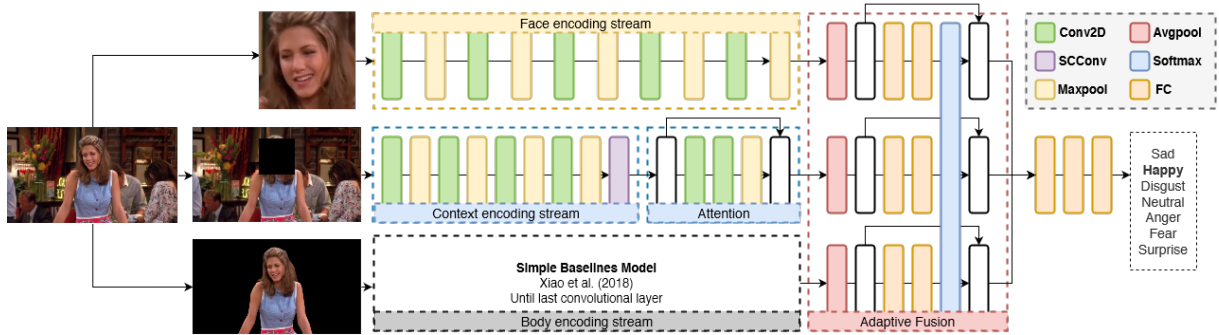 Face encoding stream
Conv2D
Avgpool
SCConv
Softmax
Maxpool
FC
Context encoding stream
Attention
Sad
Happy
Disgust
Neutral
Anger
Fear
Surprise
Simple Baselines Model
Xiao et al. (2018)
Until last convolutional layer
Body encoding stream
Adaptive Fusion